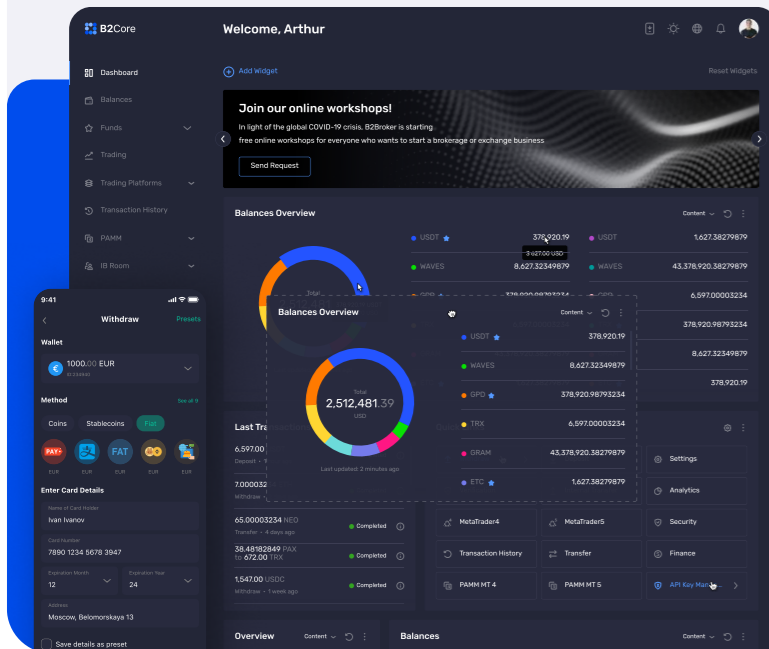 B2Core
Welcome, Arthur
Dashboard
Balances
Funds
Trading
Trading Platforms
Transaction History
PAMM
IB Room
Add Widget
Reset Widgets
Join our online workshops!
In light of the global COVID-19 crisis, B2Broker is starting
free online workshops for everyone who wants to start a brokerage or exchange business
Send Request
Balances Overview
Content
USDT 378,920.19
3 627.00 USD
WAVES 8,627.32349879
USDT 1,627.38279879
WAVES 43,378,920.38279879
6,597.00003234
378,920.98793234
8,627.32349879
378,920.19
Balances Overview
Content
Total
2,512,481.39
USD
Last updated: 2 minutes ago
USDT 378,920.19
WAVES 8,627.32349879
GPD 378,920.98793234
TRX 6,597.00003234
GRAM 43,378,920.38279879
ETC 1,627.38279879
6,597.00
Deposit
7.00003
Withdraw
65.00003234 NEO
Transfer • 4 days ago
Completed
38.48182849 PAX
to 672.00 TRX
Completed
1,547.00 USDC
Withdraw • 1 week ago
Completed
Settings
Analytics
MetaTrader4
MetaTrader5
Security
Transaction History
Transfer
Finance
PAMM MT 4
PAMM MT 5
API Key Man
Overview
Content
Balances
Content
9:41
Withdraw
Presets
Wallet
1000.00 EUR
Method
See all 9
Coins
Stablecoins
Fiat
PAY
FAT
EUR EUR EUR EUR EUR
Enter Card Details
Name of Card Holder
Ivan Ivanov
Card Number
7890 1234 5678 3947
Expiration Month
12
Expiration Year
24
Address
Moscow, Belomorskaya 13
Save details as preset